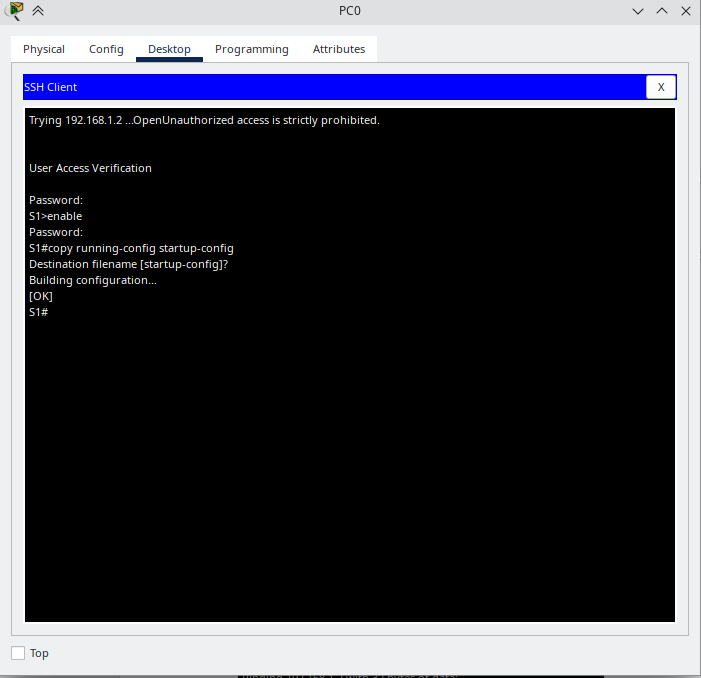 PC0
Physical Config Desktop Programming Attributes
SSH Client X
Trying 192.168.1.2 ...OpenUnauthorized access is strictly prohibited.
User Access Verification
Password:
S1>enable
Password:
S1#copy running-config startup-config
Destination filename [startup-config]?
Building configuration...
[OK]
S1#
Top